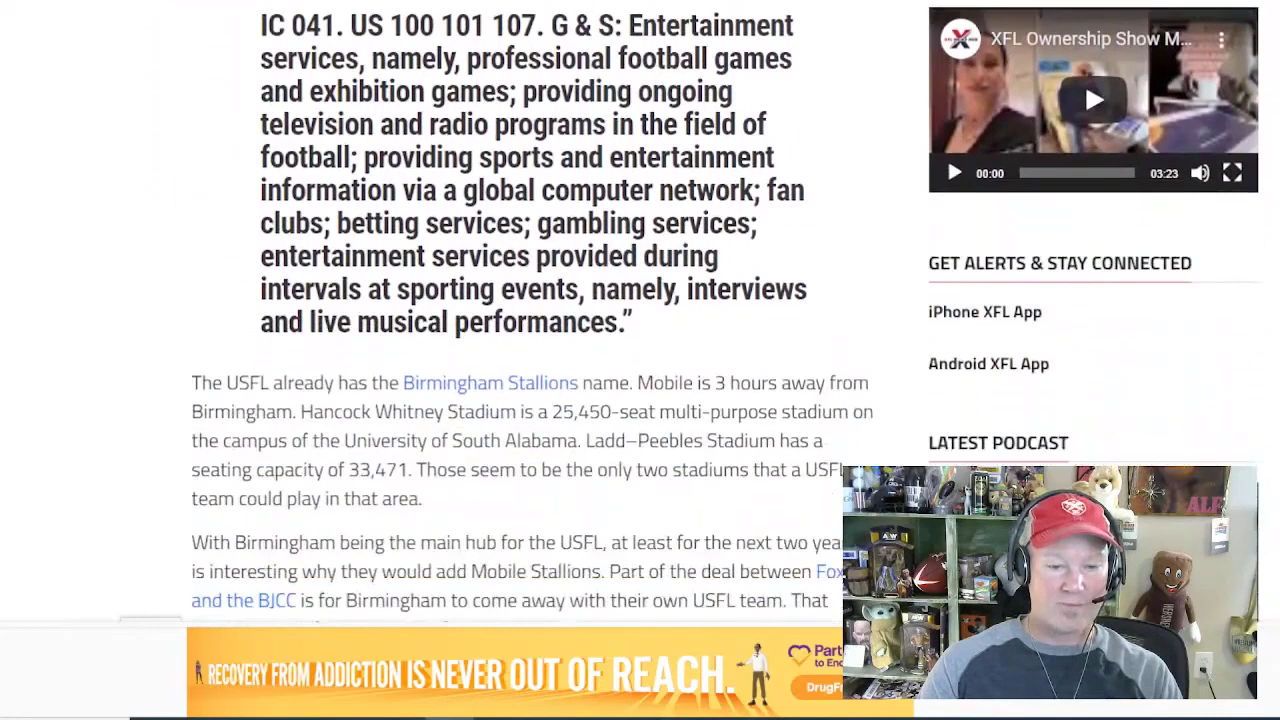 IC 041. US 100 101 107. G & S: Entertainment
services, namely, professional football games
and exhibition games; providing ongoing
television and radio programs in the field of
football; providing sports and entertainment
information via a global computer network; fan
clubs; betting services; gambling services;
entertainment services provided during
intervals at sporting events, namely, interviews
and live musical performances.”
The USFL already has the Birmingham Stallions name. Mobile is 3 hours away from
Birmingham. Hancock Whitney Stadium is a 25,450-seat multi-purpose stadium on
the campus of the University of South Alabama. Ladd–Peebles Stadium has a
seating capacity of 33,471. Those seem to be the only two stadiums that a USFL
team could play in that area.
With Birmingham being the main hub for the USFL, at least for the next two
is interesting why they would add Mobile Stallions. Part of the deal between Fox
and the BJCC is for Birmingham to come away with their own USFL team. That
XFL Ownership Show M...
00:00 03:23
GET ALERTS & STAY CONNECTED
iPhone XFL App
Android XFL App
LATEST PODCAST
ALF
RECOVERY FROM ADDICTION IS NEVER OUT OF REACH.
Part
to End